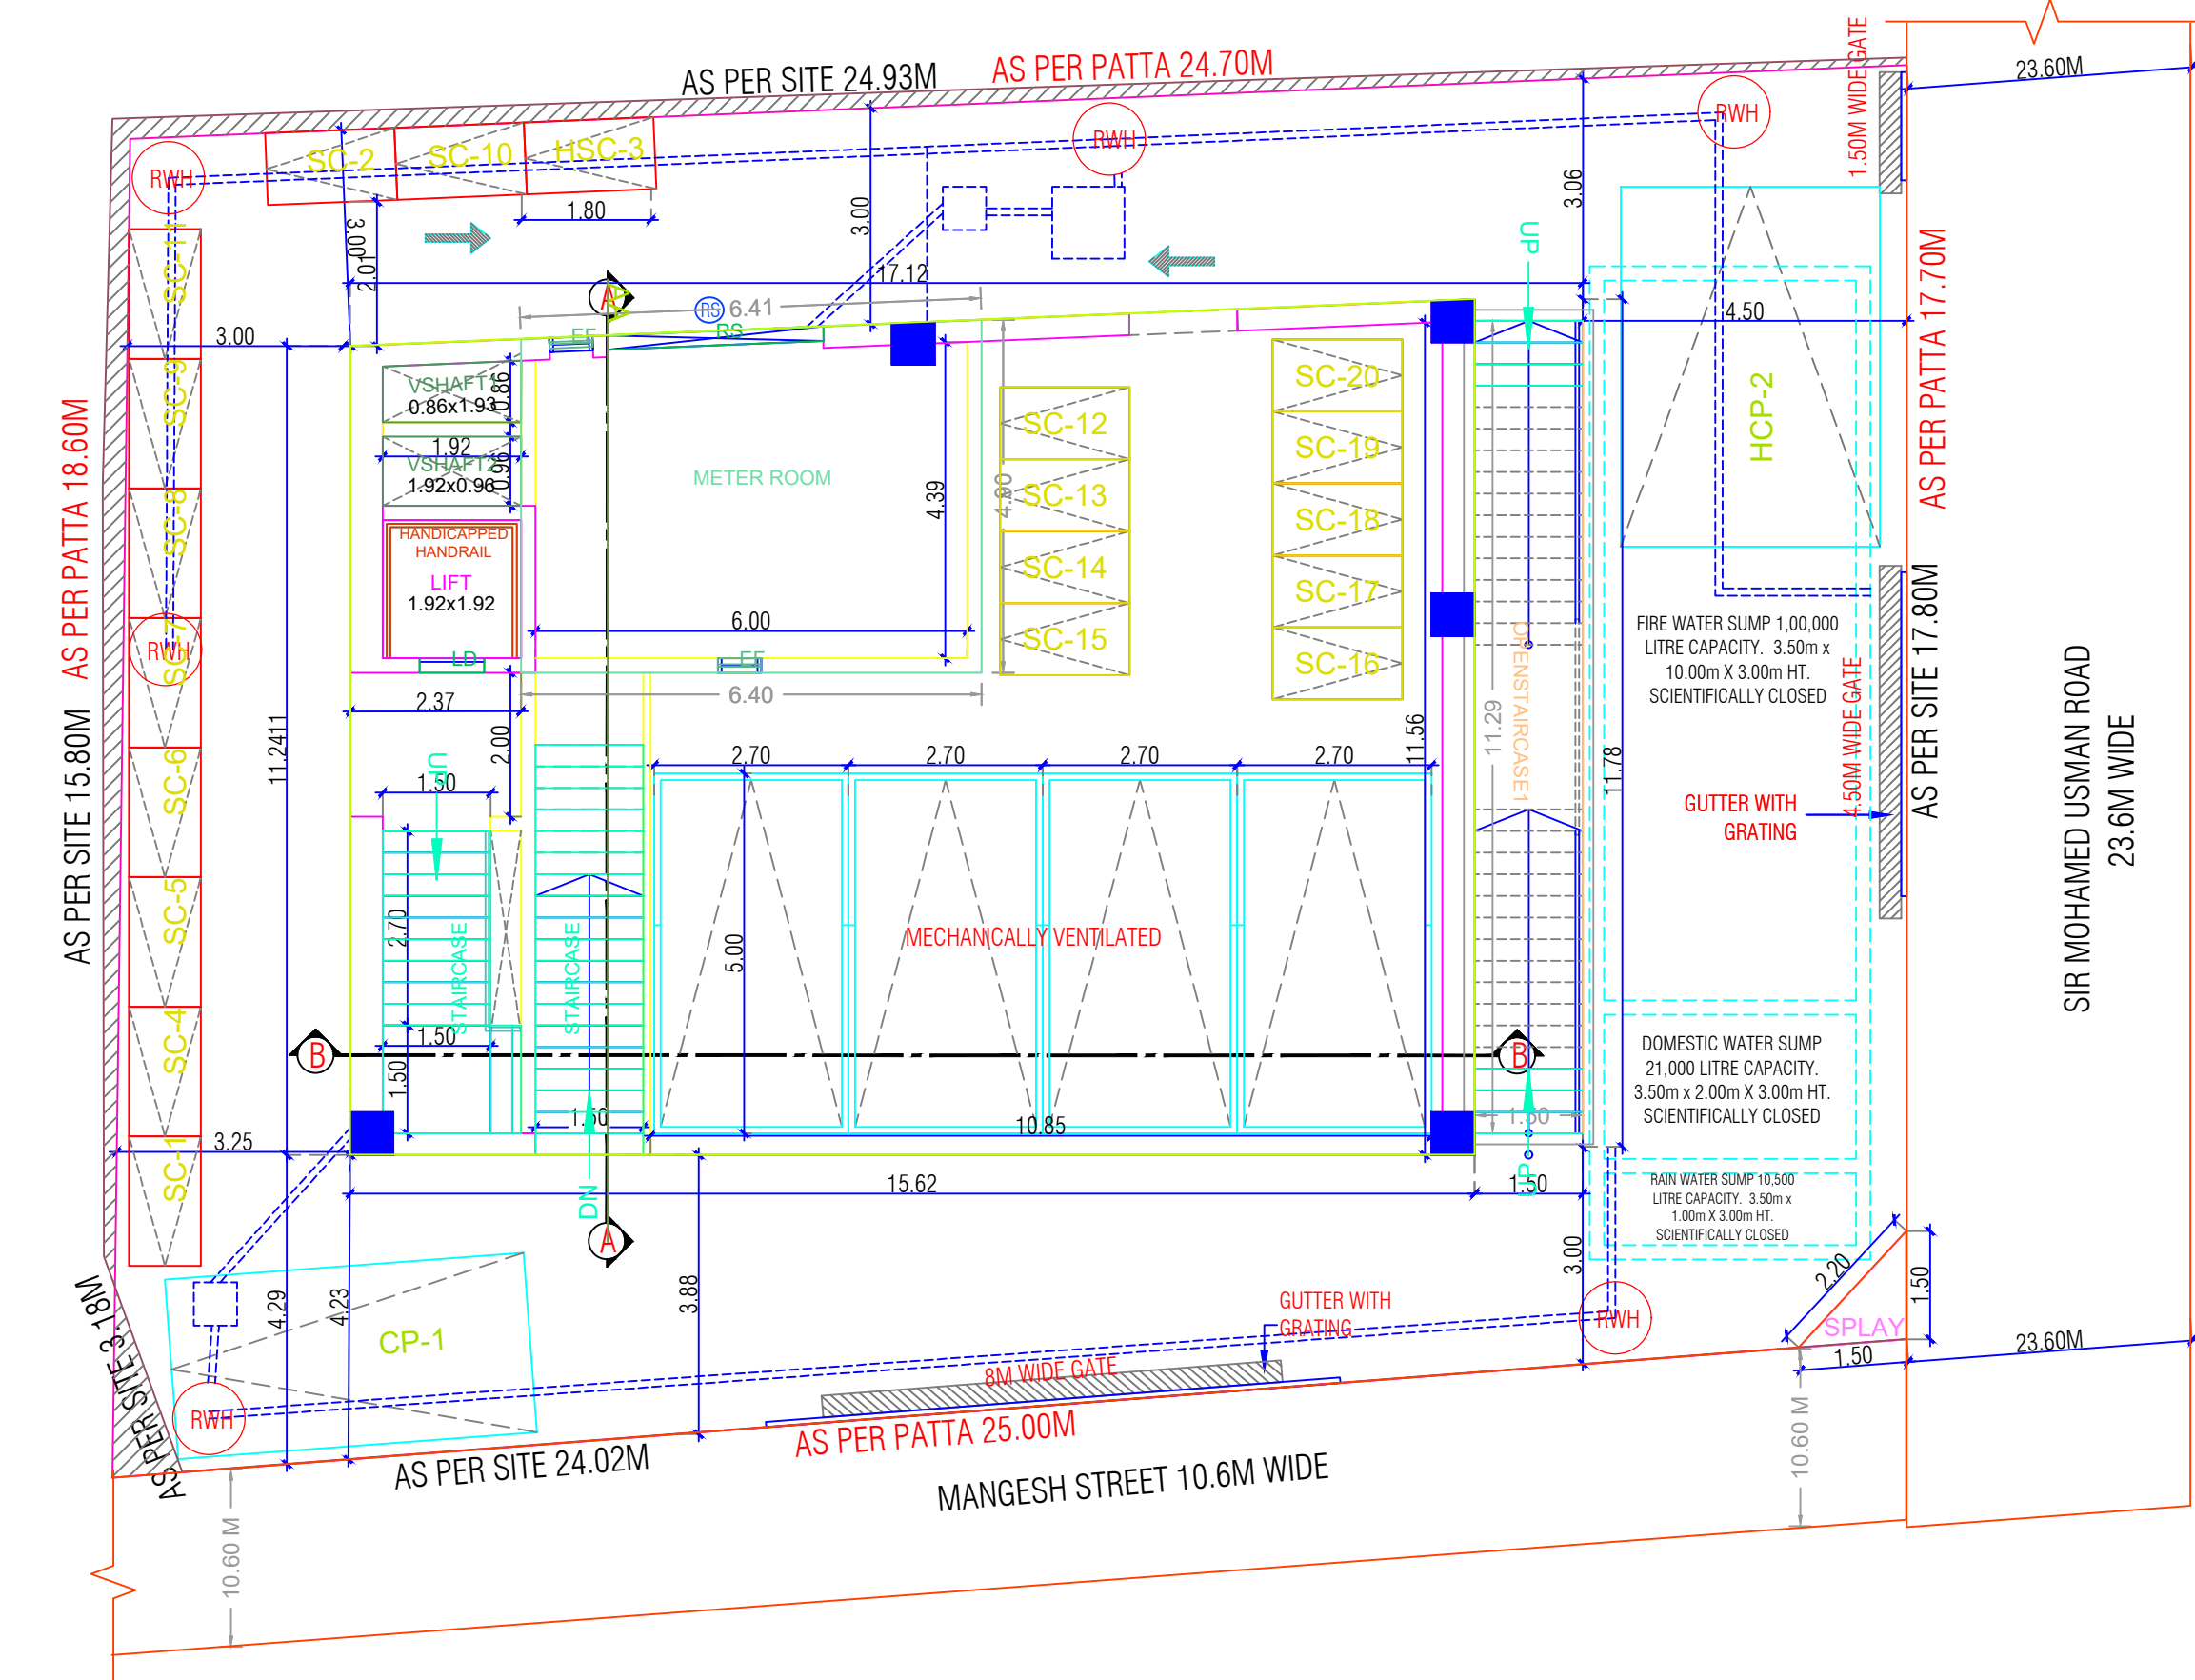 AS PER SITE 24.93M
AS PER PATTA 24.70M
1.50M WIDE GATE
23.60M
RWH
RWH
RWH
SC-2
SC-10
HSC-3
1.80
3.00
2.01
3.00
3.06
UP
17.12
SC-11
A
RS
6.41
RS
EF
3.00
4.50
AS PER PATTA 17.70M
VSHAFT1
0.86x1.93
0.86
1.92
VSHAFT2
1.92x0.96
0.96
METER ROOM
4.39
4.90
SC-12
SC-13
SC-14
SC-15
SC-20
SC-19
SC-18
SC-17
SC-16
HCP-2
SC-9
SC-8
AS PER PATTA 18.60M
HANDICAPPED
HANDRAIL
LIFT
1.92x1.92
LD
6.00
EF
6.40
2.37
SC-7
RWH
OPENSTAIRCASE1
FIRE WATER SUMP 1,00,000
LITRE CAPACITY. 3.50m x
10.00m X 3.00m HT.
SCIENTIFICALLY CLOSED
4.50M WIDE GATE
AS PER SITE 17.80M
SIR MOHAMED USMAN ROAD
23.6M WIDE
AS PER SITE 15.80M
SC-6
11.2411
UP
1.50
2.00
2.70
2.70
2.70
2.70
11.56
11.29
11.78
GUTTER WITH
GRATING
SC-5
2.70
STAIRCASE
STAIRCASE
5.00
MECHANICALLY VENTILATED
SC-4
B
1.50
1.50
B
DOMESTIC WATER SUMP
21,000 LITRE CAPACITY.
3.50m x 2.00m X 3.00m HT.
SCIENTIFICALLY CLOSED
SC-1
3.25
1.50
10.85
1.50
DN
15.62
UP
1.50
RAIN WATER SUMP 10,500
LITRE CAPACITY. 3.50m x
1.00m X 3.00m HT.
SCIENTIFICALLY CLOSED
A
4.29
4.23
3.88
3.00
2.20
1.50
AS PER SITE 3.18M
CP-1
RWH
GUTTER WITH
GRATING
RWH
SPLAY
1.50
23.60M
8M WIDE GATE
AS PER PATTA 25.00M
AS PER SITE 24.02M
MANGESH STREET 10.6M WIDE
10.60 M
10.60 M